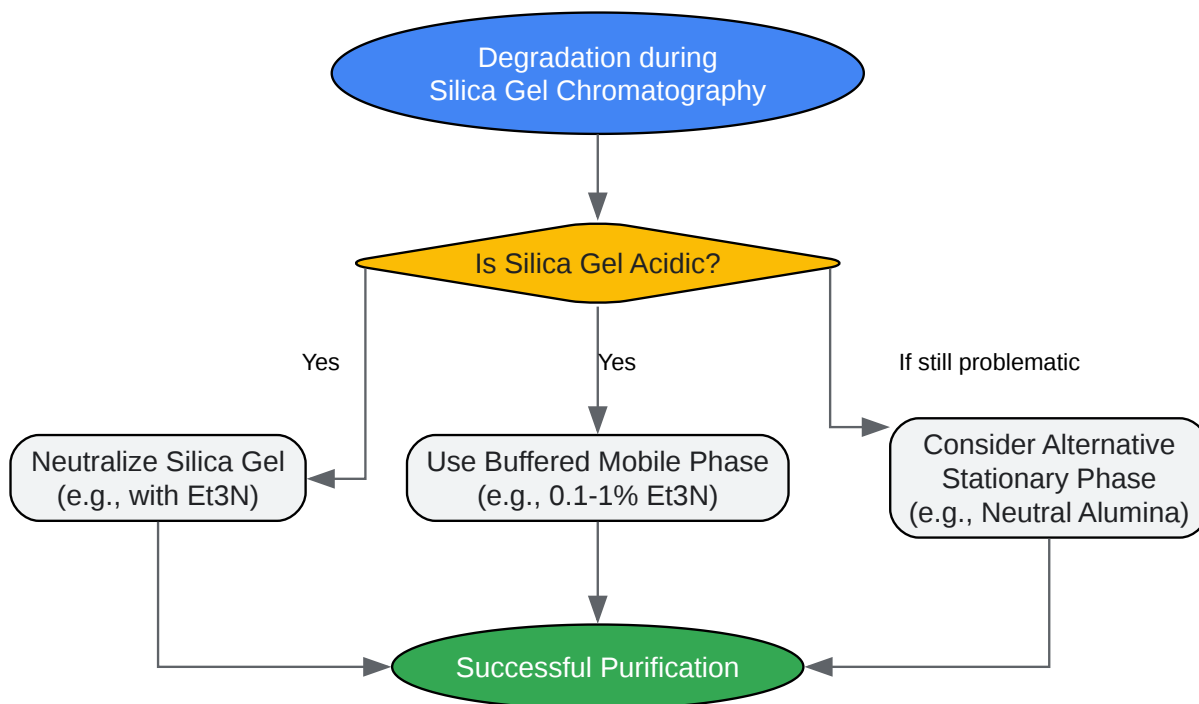 Degradation during
Silica Gel Chromatography
Is Silica Gel Acidic?
Yes
Yes
If still problematic
Neutralize Silica Gel
(e.g., with Et3N)
Use Buffered Mobile Phase
(e.g., 0.1-1% Et3N)
Consider Alternative
Stationary Phase
(e.g., Neutral Alumina)
Successful Purification